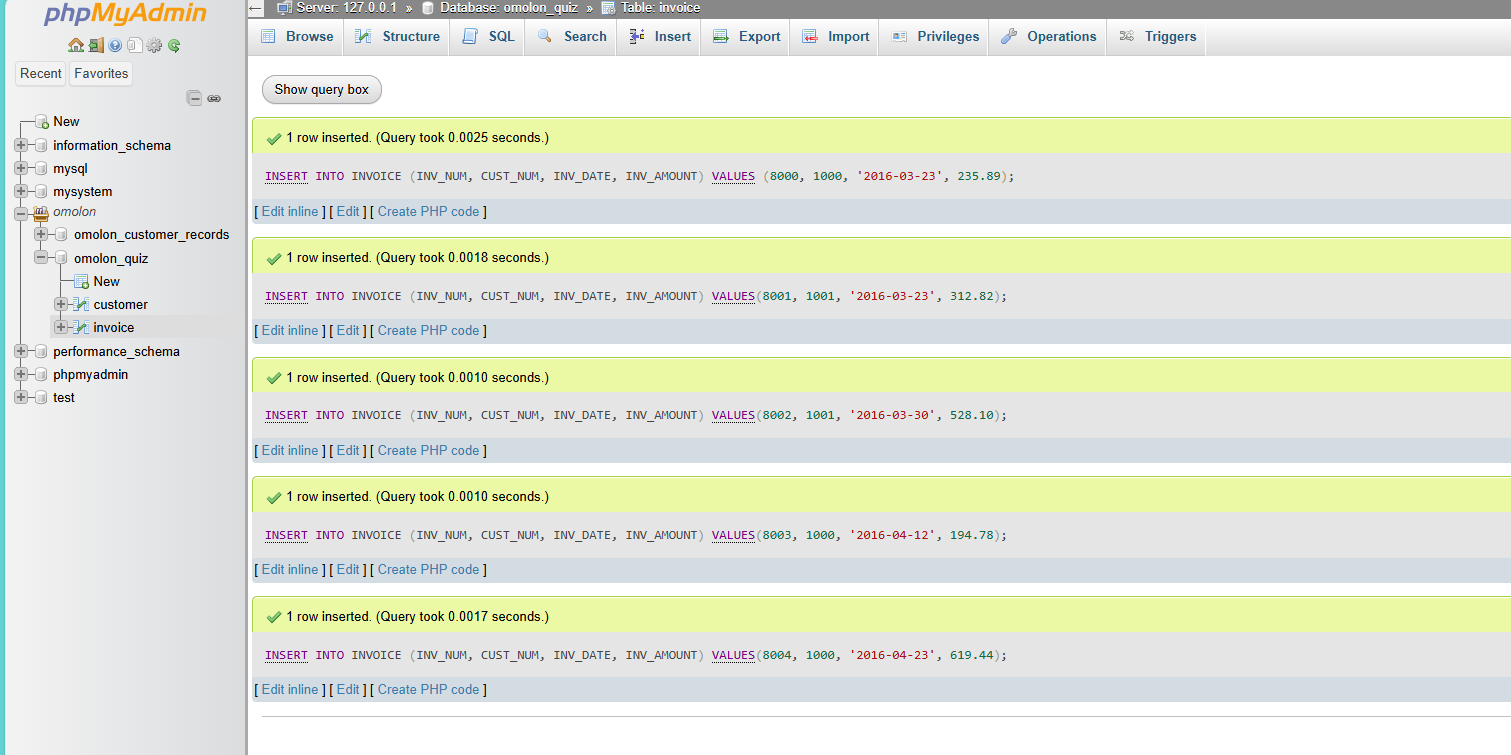 phpMyAdmin
Recent Favorites
New
information_schema
mysql
mysystem
omolon
omolon_customer_records
omolon_quiz
New
customer
invoice
performance_schema
phpmyadmin
test
Server: 127.0.0.1 » Database: omolon_quiz » Table: invoice
Browse Structure SQL Search Insert Export Import Privileges Operations Triggers
Show query box
1 row inserted. (Query took 0.0025 seconds.)
INSERT INTO INVOICE (INV_NUM, CUST_NUM, INV_DATE, INV_AMOUNT) VALUES (8000, 1000, '2016-03-23', 235.89);
[ Edit inline ] [ Edit ] [ Create PHP code ]
1 row inserted. (Query took 0.0018 seconds.)
INSERT INTO INVOICE (INV_NUM, CUST_NUM, INV_DATE, INV_AMOUNT) VALUES(8001, 1001, '2016-03-23', 312.82);
[ Edit inline ] [ Edit ] [ Create PHP code ]
1 row inserted. (Query took 0.0010 seconds.)
INSERT INTO INVOICE (INV_NUM, CUST_NUM, INV_DATE, INV_AMOUNT) VALUES(8002, 1001, '2016-03-30', 528.10);
[ Edit inline ] [ Edit ] [ Create PHP code ]
1 row inserted. (Query took 0.0010 seconds.)
INSERT INTO INVOICE (INV_NUM, CUST_NUM, INV_DATE, INV_AMOUNT) VALUES(8003, 1000, '2016-04-12', 194.78);
[ Edit inline ] [ Edit ] [ Create PHP code ]
1 row inserted. (Query took 0.0017 seconds.)
INSERT INTO INVOICE (INV_NUM, CUST_NUM, INV_DATE, INV_AMOUNT) VALUES(8004, 1000, '2016-04-23', 619.44);
[ Edit inline ] [ Edit ] [ Create PHP code ]